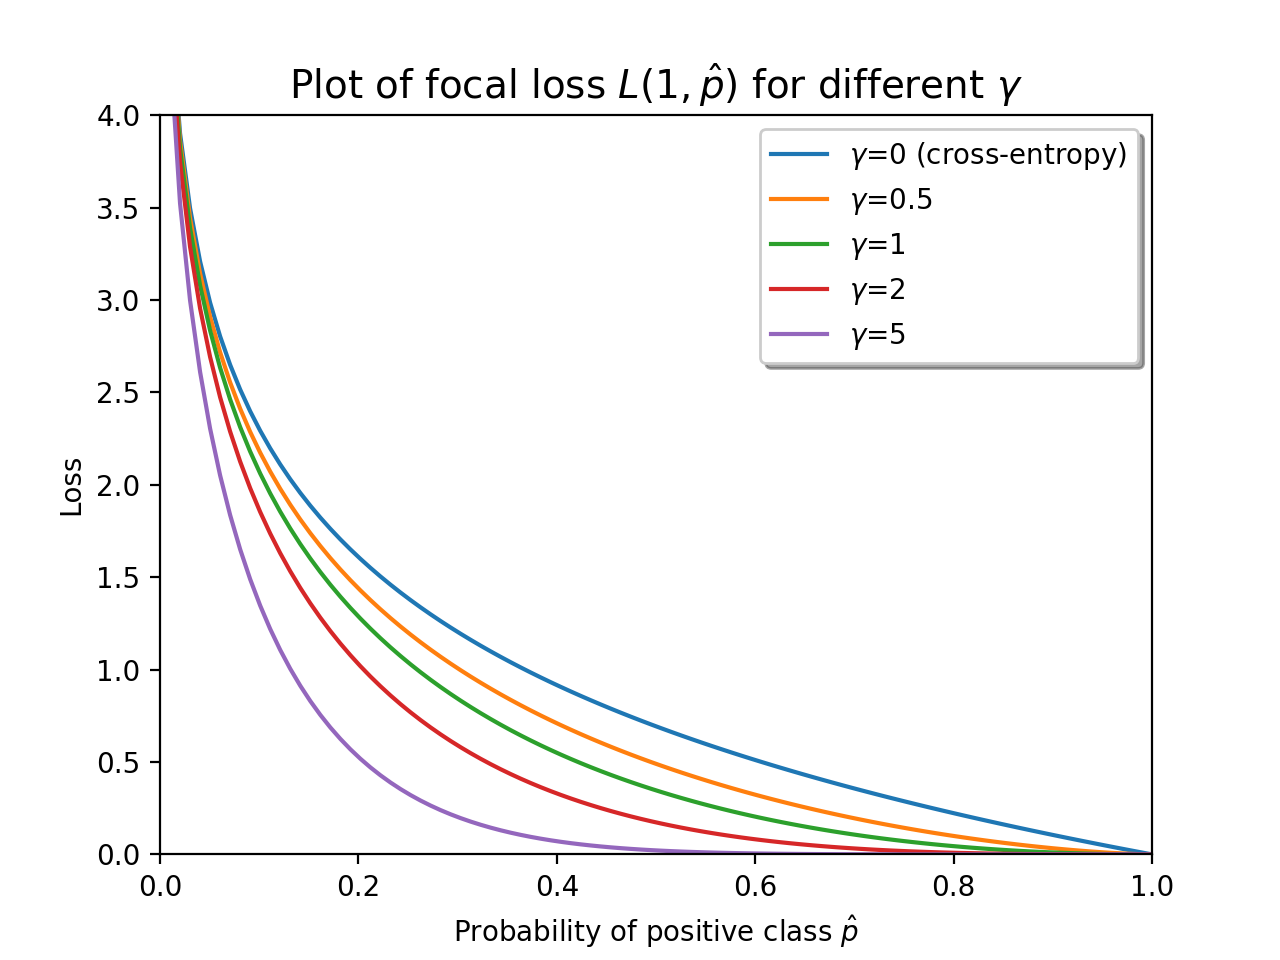 Plot of focal loss L(1, p̂) for different γ
4.0
3.5
3.0
2.5
2.0
1.5
1.0
0.5
0.0
Loss
γ=0 (cross-entropy)
γ=0.5
γ=1
γ=2
γ=5
0.0 0.2 0.4 0.6 0.8 1.0
Probability of positive class p̂